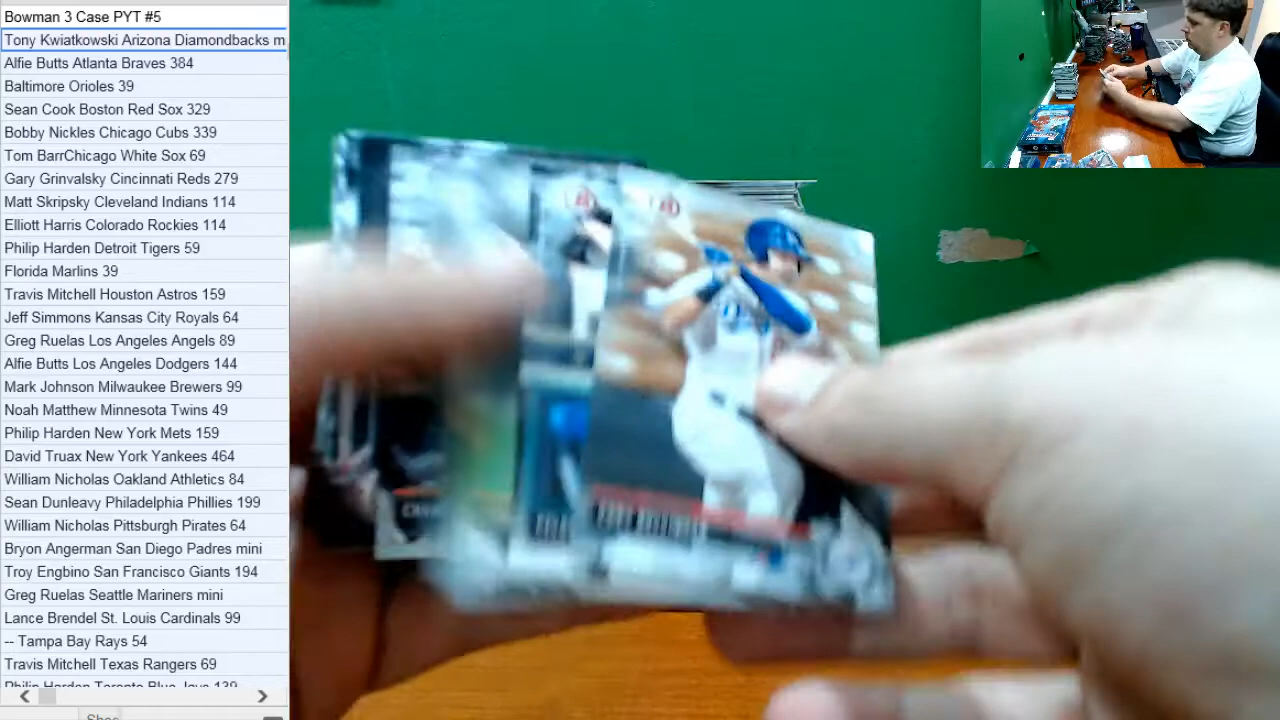 Bowman 3 Case PYT #5
Tony Kwiatkowski Arizona Diamondbacks m
Alfie Butts Atlanta Braves 384
Baltimore Orioles 39
Sean Cook Boston Red Sox 329
Bobby Nickles Chicago Cubs 339
Tom BarrChicago White Sox 69
Gary Grinvalsky Cincinnati Reds 279
Matt Skripsky Cleveland Indians 114
Elliott Harris Colorado Rockies 114
Philip Harden Detroit Tigers 59
Florida Marlins 39
Travis Mitchell Houston Astros 159
Jeff Simmons Kansas City Royals 64
Greg Ruelas Los Angeles Angels 89
Alfie Butts Los Angeles Dodgers 144
Mark Johnson Milwaukee Brewers 99
Noah Matthew Minnesota Twins 49
Philip Harden New York Mets 159
David Truax New York Yankees 464
William Nicholas Oakland Athletics 84
Sean Dunleavy Philadelphia Phillies 199
William Nicholas Pittsburgh Pirates 64
Bryon Angerman San Diego Padres mini
Troy Engbino San Francisco Giants 194
Greg Ruelas Seattle Mariners mini
Lance Brendel St. Louis Cardinals 99
-- Tampa Bay Rays 54
Travis Mitchell Texas Rangers 69
Philip Harden Toronto Blue Jays 139